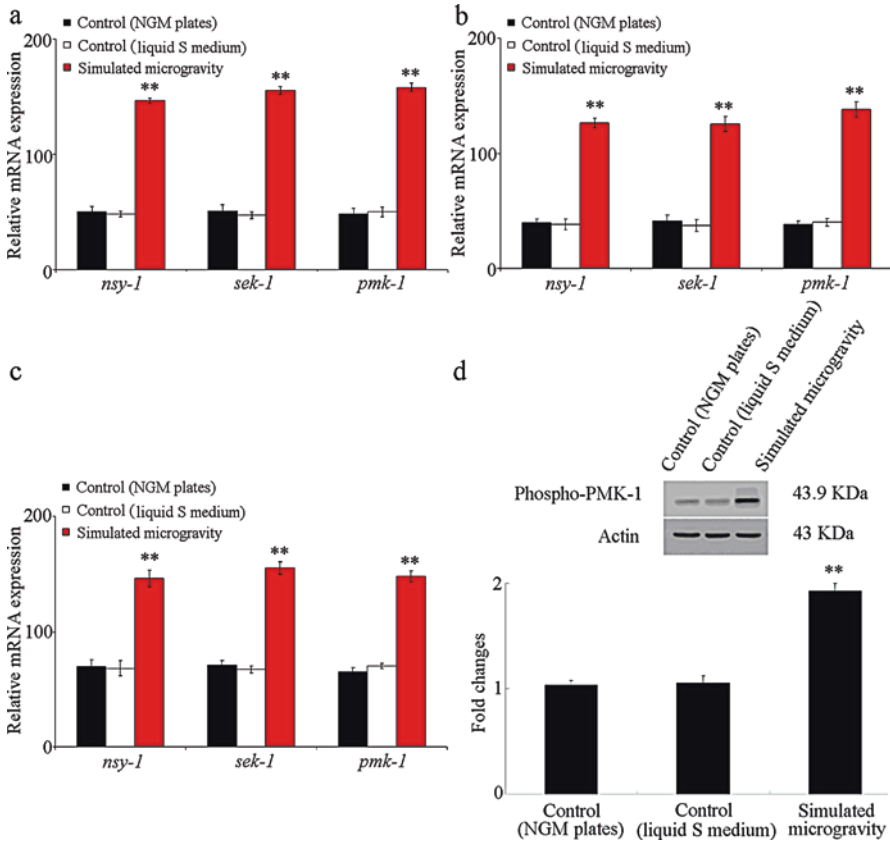 a
Control (NGM plates)
Control (liquid S medium)
Simulated microgravity
Relative mRNA expression
200
100
0
**
**
**
nsy-1
sek-1
pmk-1
b
Control (NGM plates)
Control (liquid S medium)
Simulated microgravity
Relative mRNA expression
200
100
0
**
**
**
nsy-1
sek-1
pmk-1
c
Control (NGM plates)
Control (liquid S medium)
Simulated microgravity
Relative mRNA expression
200
100
0
**
**
**
nsy-1
sek-1
pmk-1
d
Control (NGM plates)
Control (liquid S medium)
Simulated microgravity
Phospho-PMK-1
43.9 KDa
Actin
43 KDa
Fold changes
2
1
0
**
Control
(NGM plates)
Control
(liquid S medium)
Simulated
microgravity